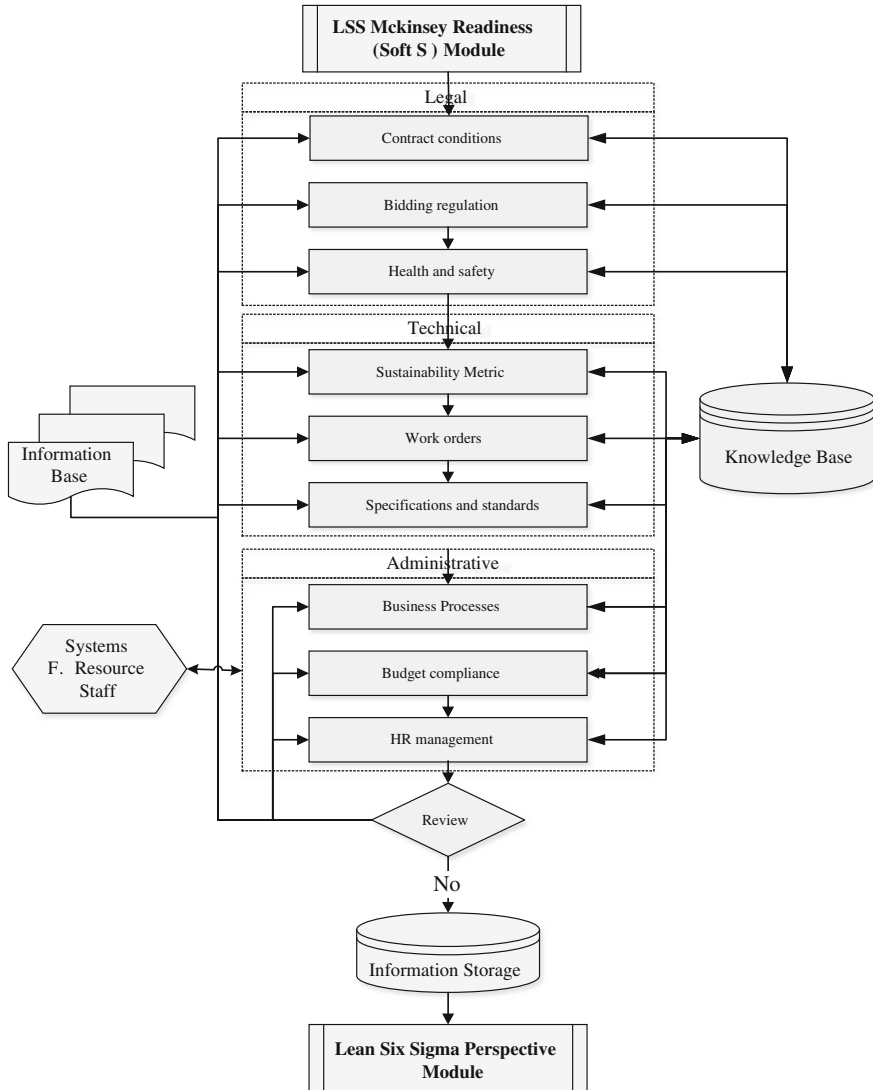 LSS Mckinsey Readiness
(Soft S ) Module
Legal
Contract conditions
Bidding regulation
Health and safety
Technical
Sustainability Metric
Work orders
Specifications and standards
Information
Base
Knowledge Base
Administrative
Business Processes
Systems
F. Resource
Staff
Budget compliance
HR management
Review
No
Information Storage
Lean Six Sigma Perspective
Module